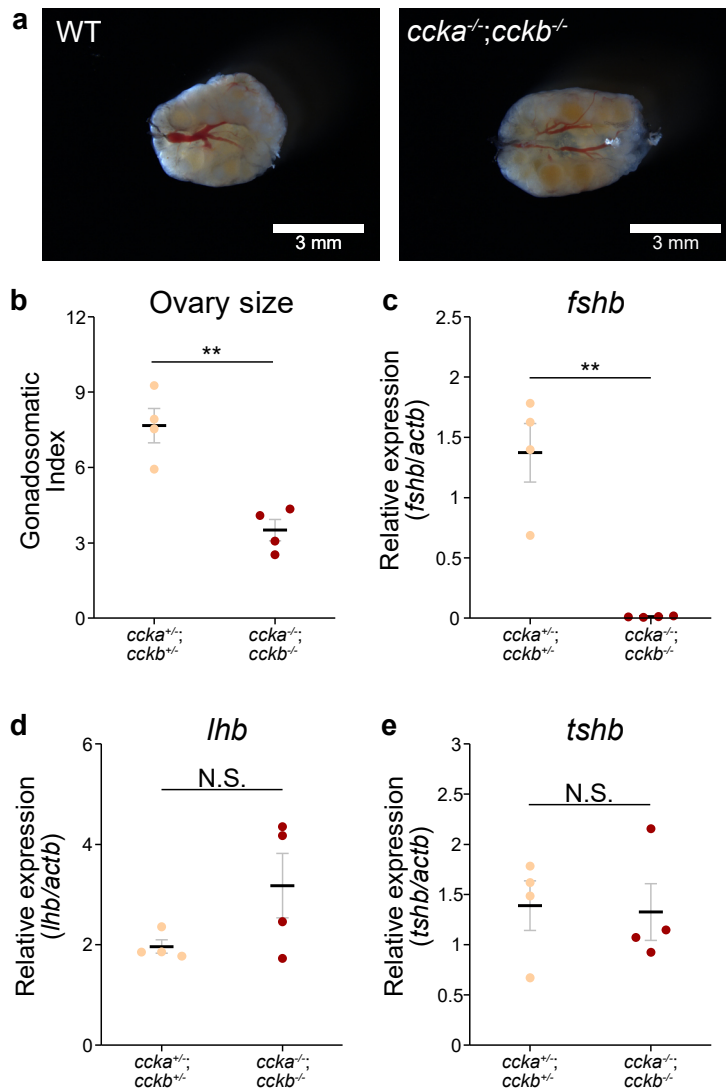 a
WT
ccka-/-;cckb-/-
3 mm
3 mm
b
Ovary size
12
9
6
3
0
Gonadosomatic
Index
**
ccka+/-;
cckb+/-
ccka-/-;
cckb-/-
c
fshb
2.5
2
1.5
1
0.5
0
Relative expression
(fshb/actb)
**
ccka+/-;
cckb+/-
ccka-/-;
cckb-/-
d
lhb
6
4
2
0
Relative expression
(lhb/actb)
N.S.
ccka+/-;
cckb+/-
ccka-/-;
cckb-/-
e
tshb
3
2.5
2
1.5
1
0.5
0
Relative expression
(tshb/actb)
N.S.
ccka+/-;
cckb+/-
ccka-/-;
cckb-/-